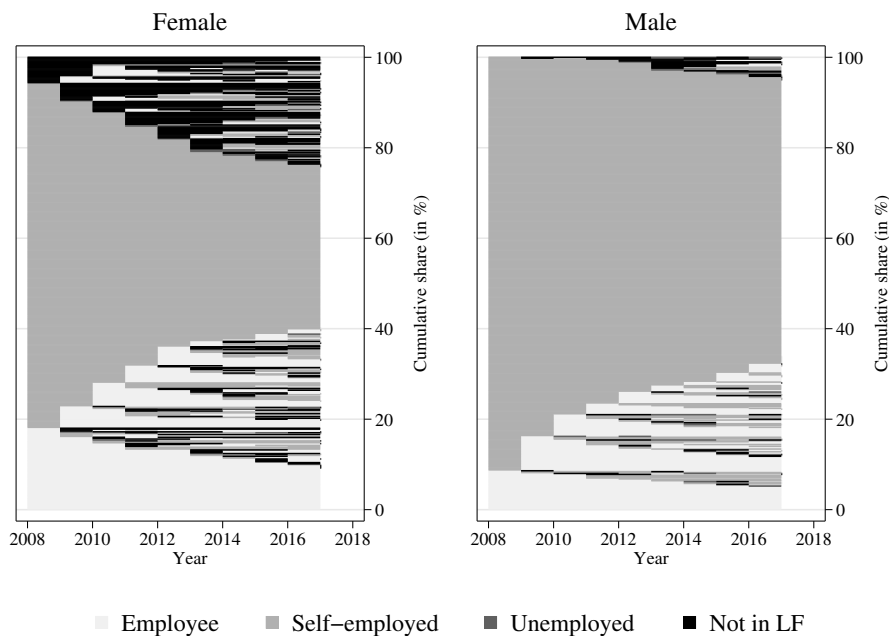 Female
Male
100
80
60
40
20
0
Cumulative share (in %)
2008 2010 2012 2014 2016 2018
Year
100
80
60
40
20
0
Cumulative share (in %)
2008 2010 2012 2014 2016 2018
Year
Employee Self−employed Unemployed Not in LF